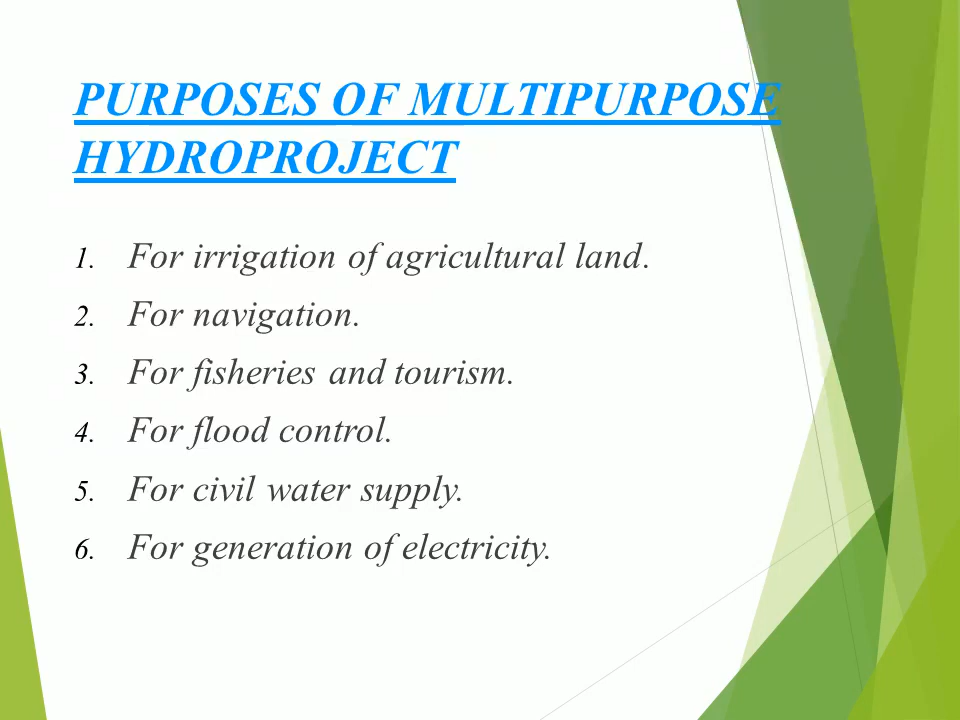 PURPOSES OF MULTIPURPOSE
HYDROPROJECT
1. For irrigation of agricultural land.
2. For navigation.
3. For fisheries and tourism.
4. For flood control.
5. For civil water supply.
6. For generation of electricity.